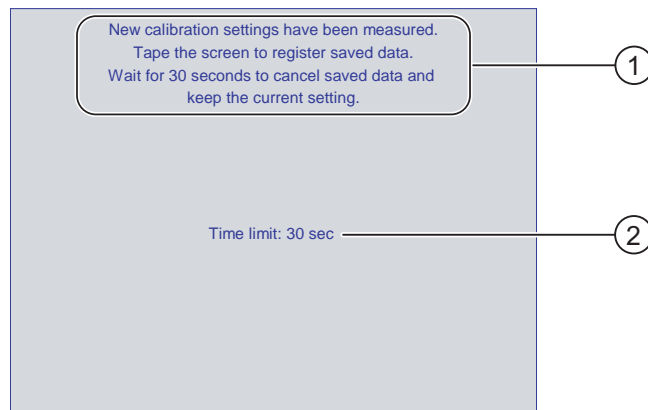 New calibration settings have been measured.
Tape the screen to register saved data.
Wait for 30 seconds to cancel saved data and
keep the current setting.
1
Time limit: 30 sec
2